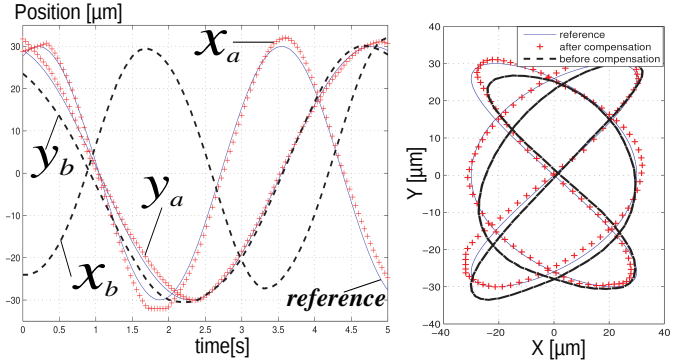 Position [µm]
30
20
10
0
-10
-20
-30
0
0.5
1
1.5
2
2.5
3
3.5
4
4.5
5
time[s]
x_a
y_b
y_a
x_b
reference
reference
after compensation
before compensation
40
30
20
10
0
-10
-20
-30
-40
Y [µm]
−40
−20
0
20
40
X [µm]